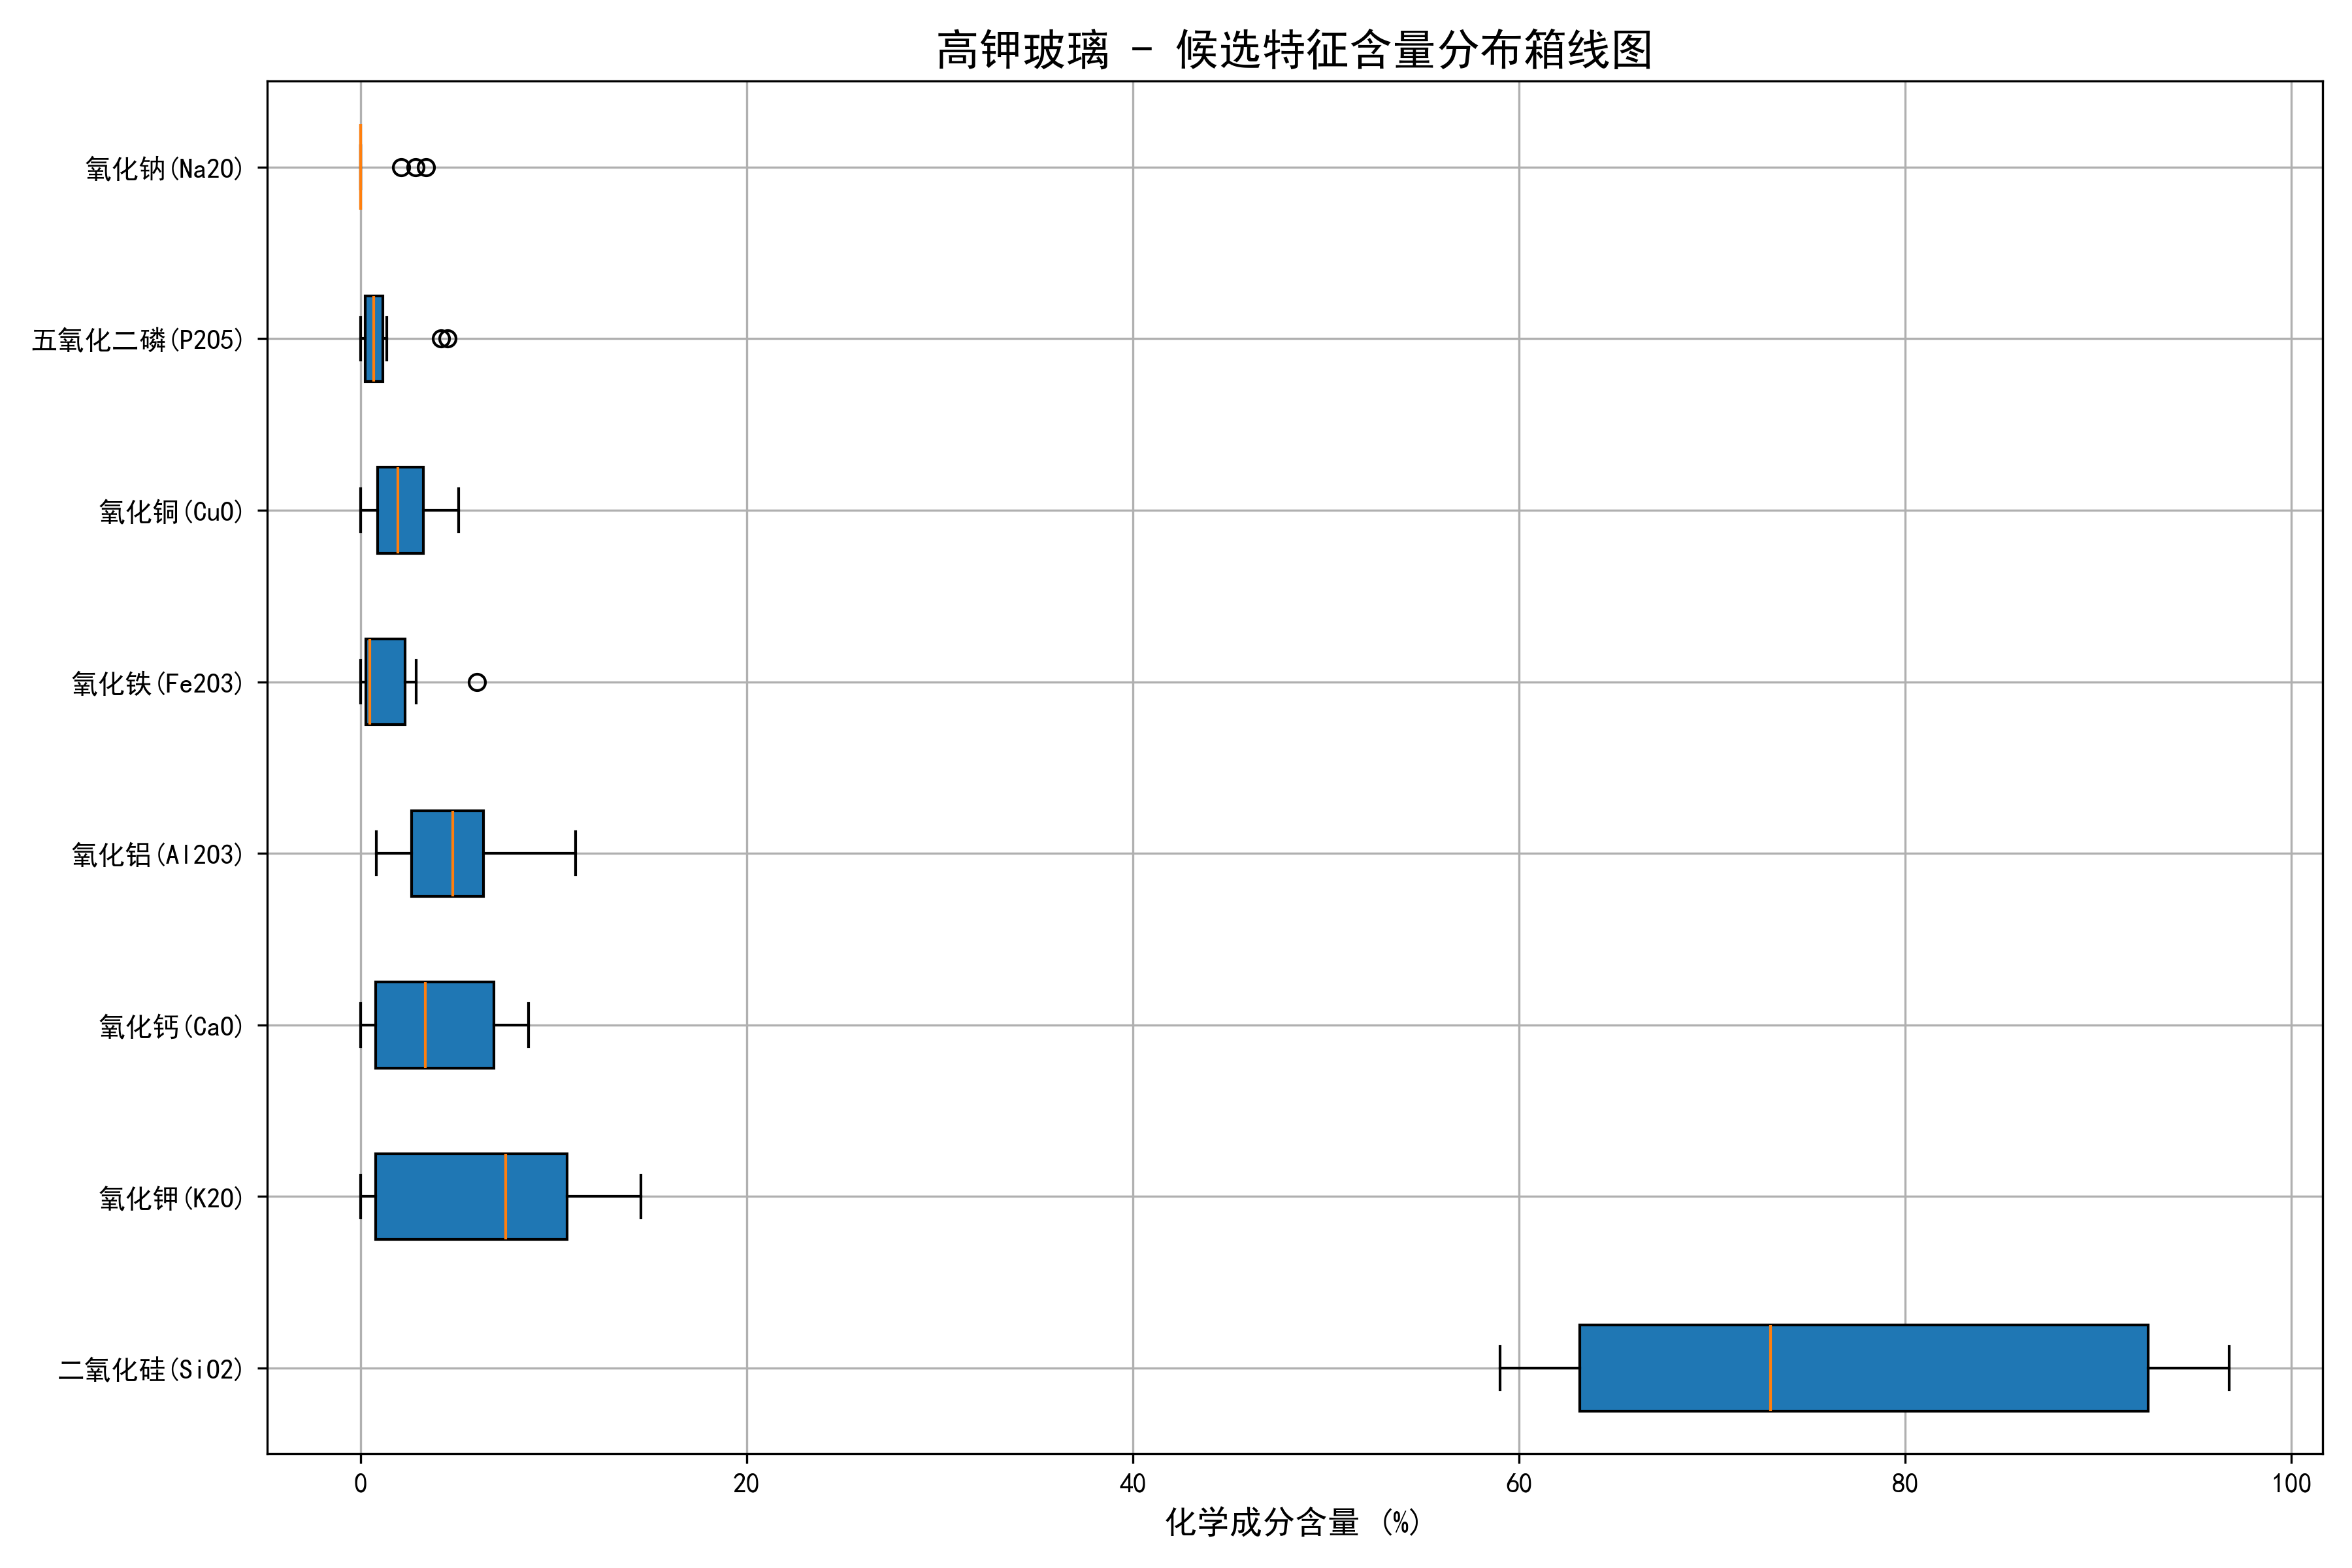 高钾玻璃 - 候选特征含量分布箱线图
氧化钠(Na2O)
五氧化二磷(P2O5)
氧化铜(CuO)
氧化铁(Fe2O3)
氧化铝(Al2O3)
氧化钙(CaO)
氧化钾(K2O)
二氧化硅(SiO2)
0 20 40 60 80 100
化学成分含量 (%)